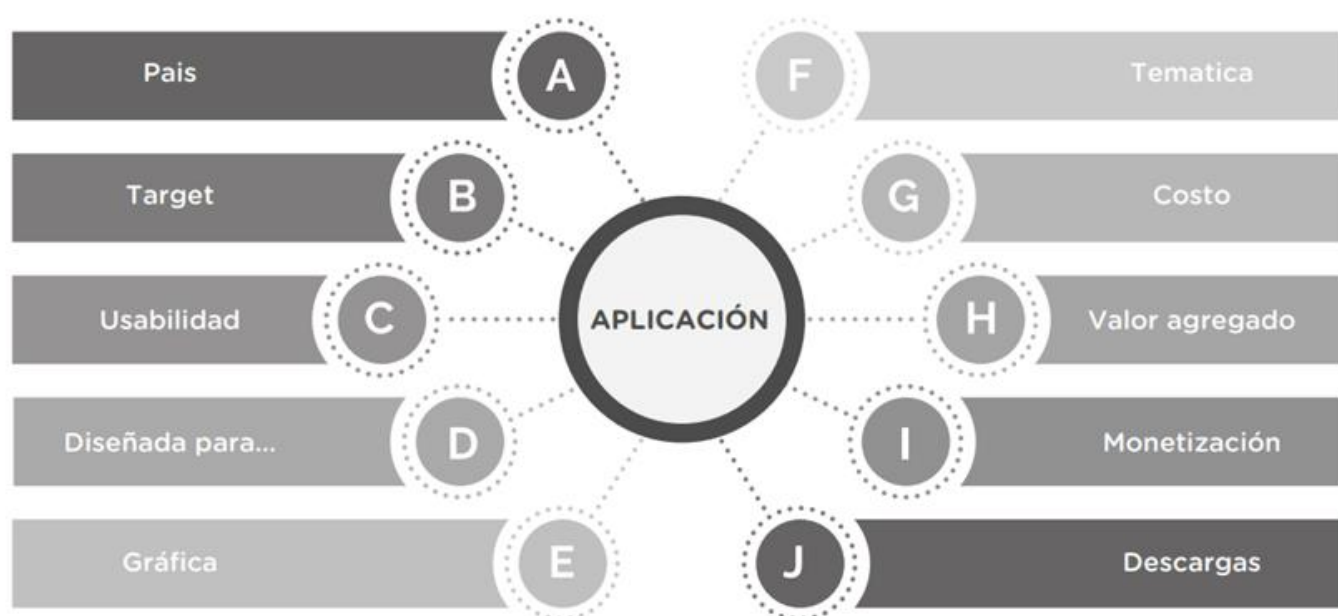 Pais
A
Target
B
Usabilidad
C
Diseñada para...
D
Gráfica
E
APLICACIÓN
F
Tematica
G
Costo
H
Valor agregado
I
Monetización
J
Descargas